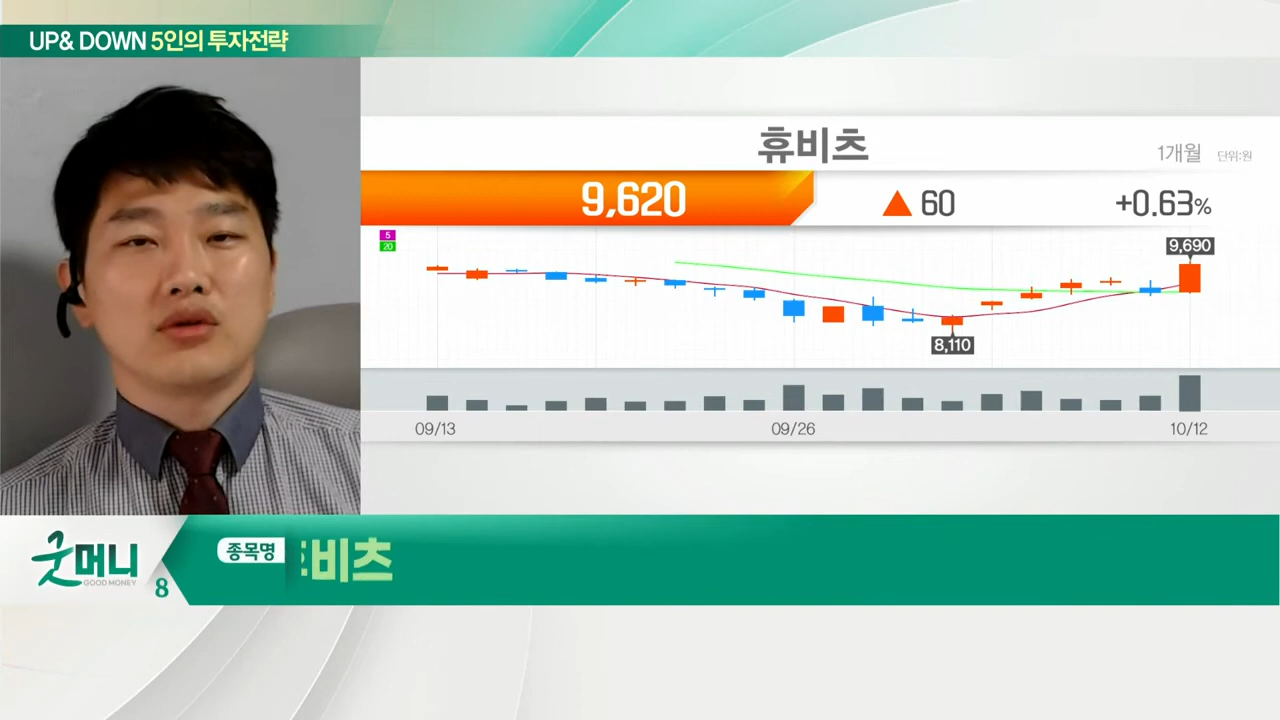 UP& DOWN 5인의 투자전략
휴비츠
1개월 단위:원
9,620 ▲ 60 +0.63%
5
20
9,690
8,110
09/13 09/26 10/12
굿머니
GOOD MONEY
8
종목명 비츠